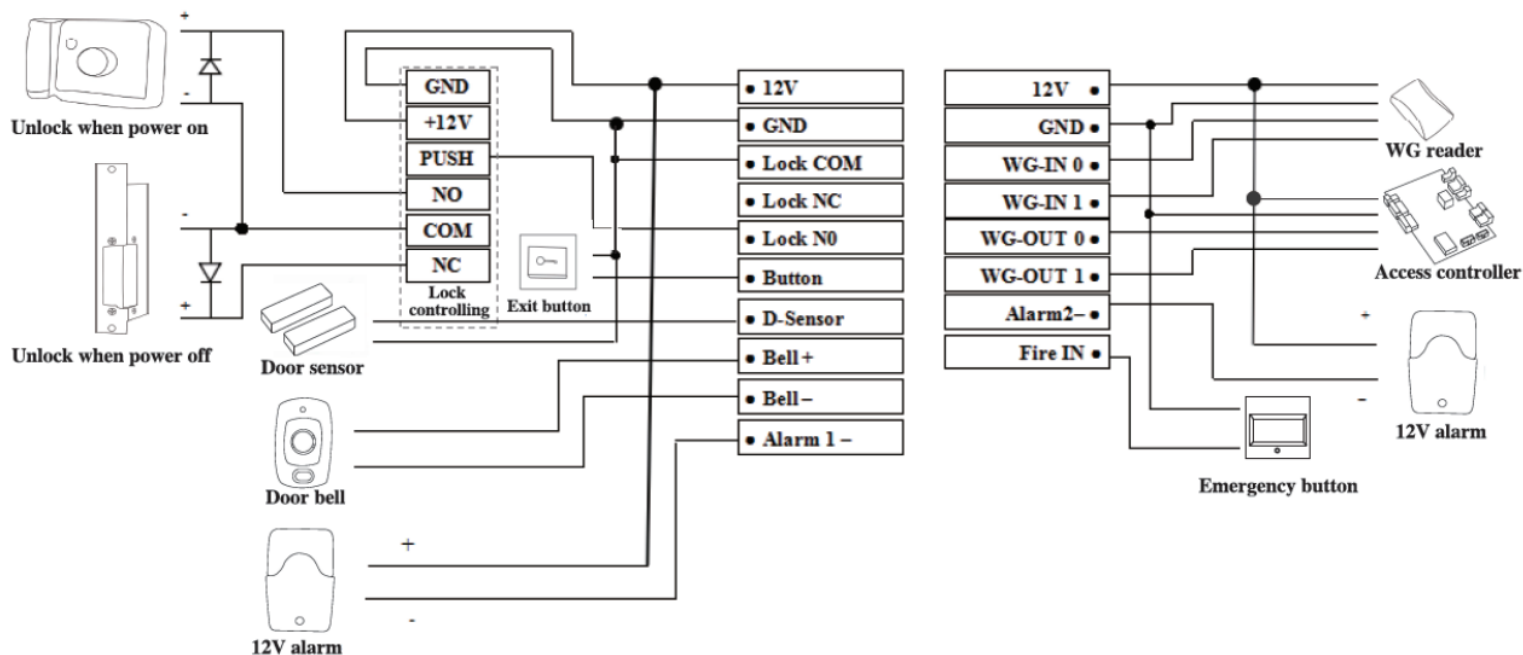 +
-
Unlock when power on
-
+
Unlock when power off
GND
+12V
PUSH
NO
COM
NC
Lock
controlling
Exit button
Door sensor
Door bell
+
-
12V alarm
• 12V
• GND
• Lock COM
• Lock NC
• Lock N0
• Button
• D-Sensor
• Bell+
• Bell–
• Alarm 1 –
12V •
GND •
WG-IN 0 •
WG-IN 1 •
WG-OUT 0 •
WG-OUT 1 •
Alarm2– •
Fire IN •
WG reader
Access controller
+
-
12V alarm
Emergency button